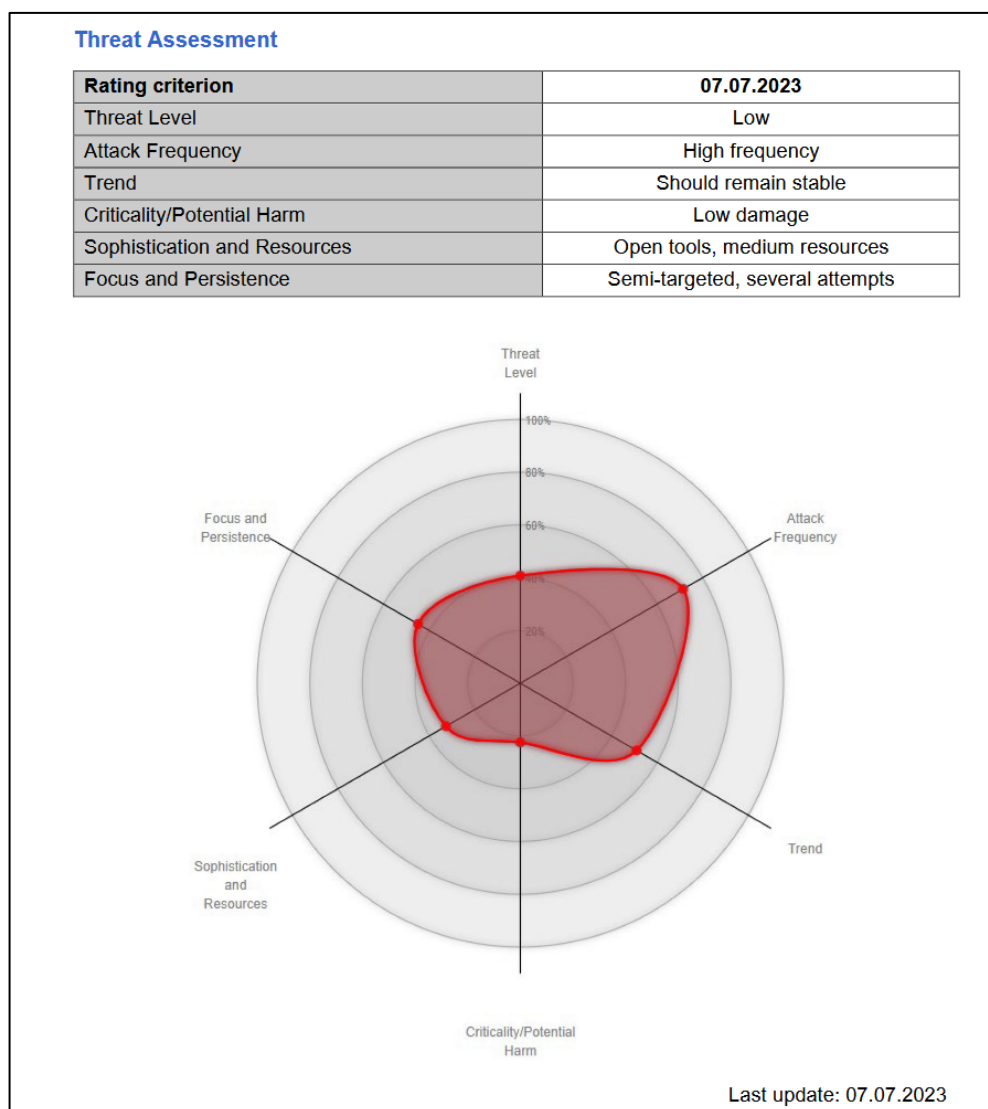 Threat Assessment
Rating criterion 07.07.2023
Threat Level Low
Attack Frequency High frequency
Trend Should remain stable
Criticality/Potential Harm Low damage
Sophistication and Resources Open tools, medium resources
Focus and Persistence Semi-targeted, several attempts
Threat
Level
100%
80%
60%
40%
20%
Focus and
Persistence
Attack
Frequency
Sophistication
and
Resources
Trend
Criticality/Potential
Harm
Last update: 07.07.2023